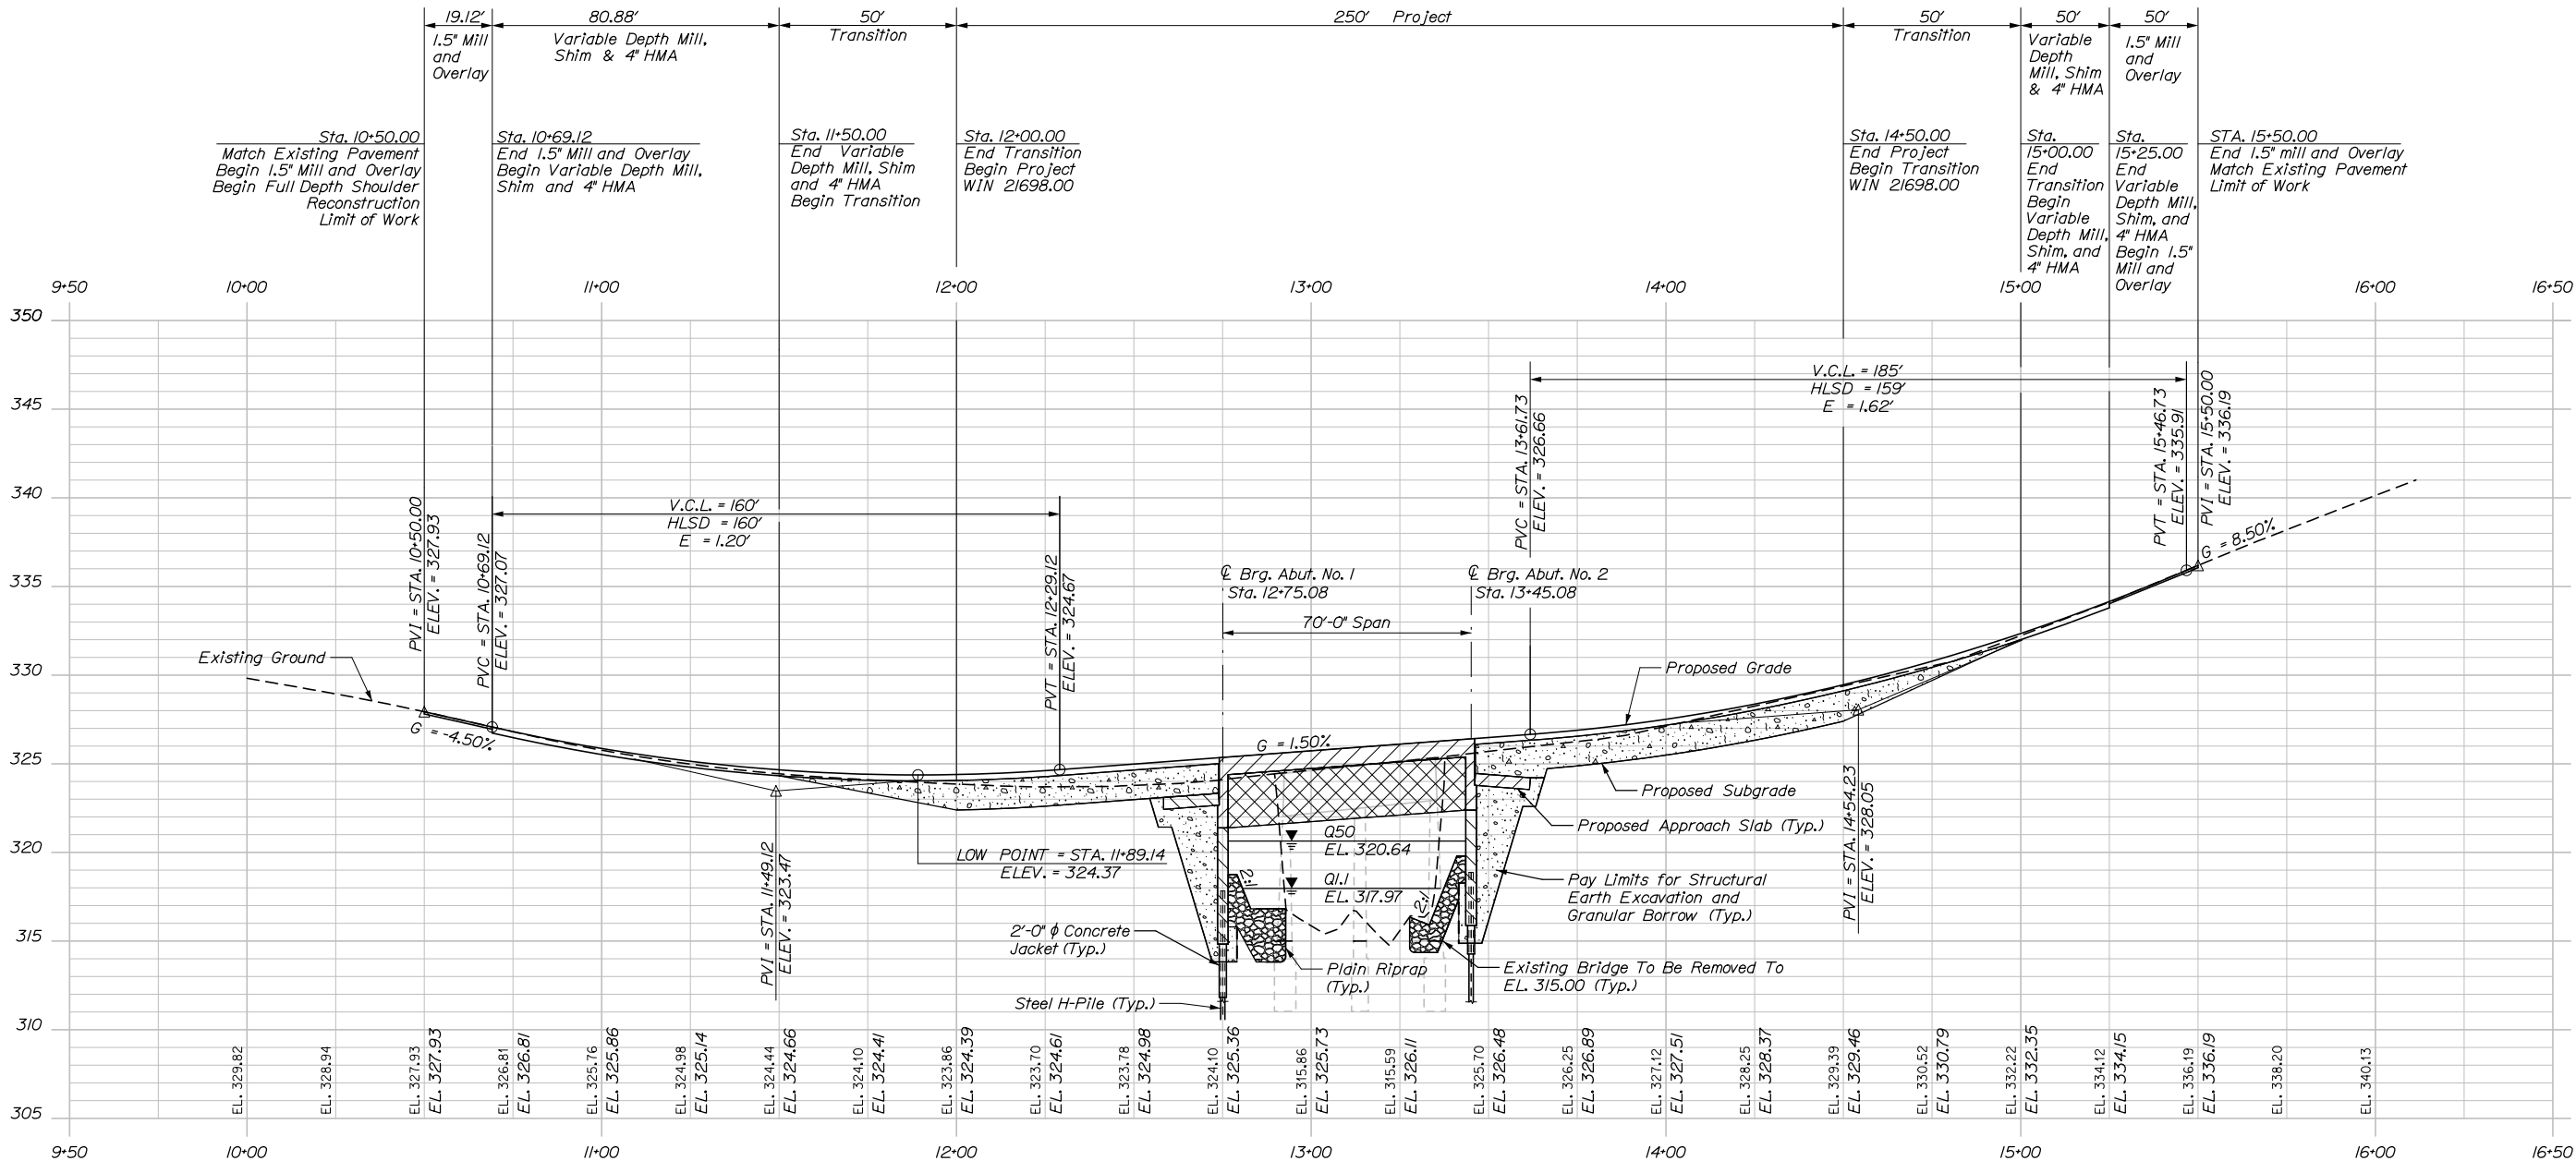 19.12'
80.88'
50'
250' Project
50'
50'
50'
1.5" Mill
and
Overlay
Variable Depth Mill,
Shim & 4" HMA
Transition
Transition
Variable
Depth
Mill, Shim
& 4" HMA
1.5" Mill
and
Overlay
Sta. 10+50.00
Match Existing Pavement
Begin 1.5" Mill and Overlay
Begin Full Depth Shoulder
Reconstruction
Limit of Work
Sta. 10+69.12
End 1.5" Mill and Overlay
Begin Variable Depth Mill,
Shim and 4" HMA
Sta. 11+50.00
End Variable
Depth Mill, Shim
and 4" HMA
Begin Transition
Sta. 12+00.00
End Transition
Begin Project
WIN 21698.00
Sta. 14+50.00
End Project
Begin Transition
WIN 21698.00
Sta.
15+00.00
End
Transition
Begin
Variable
Depth Mill,
Shim, and
4" HMA
Sta.
15+25.00
End
Variable
Depth Mill,
Shim, and
4" HMA
Begin 1.5"
Mill and
Overlay
STA. 15+50.00
End 1.5" mill and Overlay
Match Existing Pavement
Limit of Work
9+50
10+00
11+00
12+00
13+00
14+00
15+00
16+00
16+50
350
345
340
335
330
325
320
315
310
305
V.C.L. = 185'
HLSD = 159'
E = 1.62'
PVC = STA. 13+61.73
ELEV. = 326.66
PVT = STA. 15+46.73
ELEV. = 335.91
PVI = STA. 15+50.00
ELEV. = 336.19
G = 8.50%
V.C.L. = 160'
HLSD = 160'
E = 1.20'
PVI = STA. 10+50.00
ELEV. = 327.93
PVC = STA. 10+69.12
ELEV. = 327.07
PVT = STA. 12+29.12
ELEV. = 324.67
℄ Brg. Abut. No. 1
Sta. 12+75.08
℄ Brg. Abut. No. 2
Sta. 13+45.08
70'-0" Span
Existing Ground
G = -4.50%
G = 1.50%
Proposed Grade
Proposed Subgrade
Proposed Approach Slab (Typ.)
PVI = STA. 11+49.12
ELEV. = 323.47
LOW POINT = STA. 11+89.14
ELEV. = 324.37
Q50
EL. 320.64
Q1.1
EL. 317.97
2:1
2:1
PVI = STA. 14+54.23
ELEV. = 328.05
Pay Limits for Structural
Earth Excavation and
Granular Borrow (Typ.)
2'-0" ϕ Concrete
Jacket (Typ.)
Steel H-Pile (Typ.)
Plain Riprap
(Typ.)
Existing Bridge To Be Removed To
EL. 315.00 (Typ.)
EL. 329.82
EL. 328.94
EL. 327.93
EL. 327.93
EL. 326.81
EL. 326.81
EL. 325.76
EL. 325.86
EL. 324.98
EL. 325.14
EL. 324.44
EL. 324.66
EL. 324.10
EL. 324.41
EL. 323.86
EL. 324.39
EL. 323.70
EL. 324.61
EL. 323.78
EL. 324.98
EL. 324.10
EL. 325.36
EL. 315.86
EL. 325.73
EL. 315.59
EL. 326.11
EL. 325.70
EL. 326.48
EL. 326.25
EL. 326.89
EL. 327.12
EL. 327.51
EL. 328.25
EL. 328.37
EL. 329.39
EL. 329.46
EL. 330.52
EL. 330.79
EL. 332.22
EL. 332.35
EL. 334.12
EL. 334.15
EL. 336.19
EL. 336.19
EL. 338.20
EL. 340.13
9+50
10+00
11+00
12+00
13+00
14+00
15+00
16+00
16+50